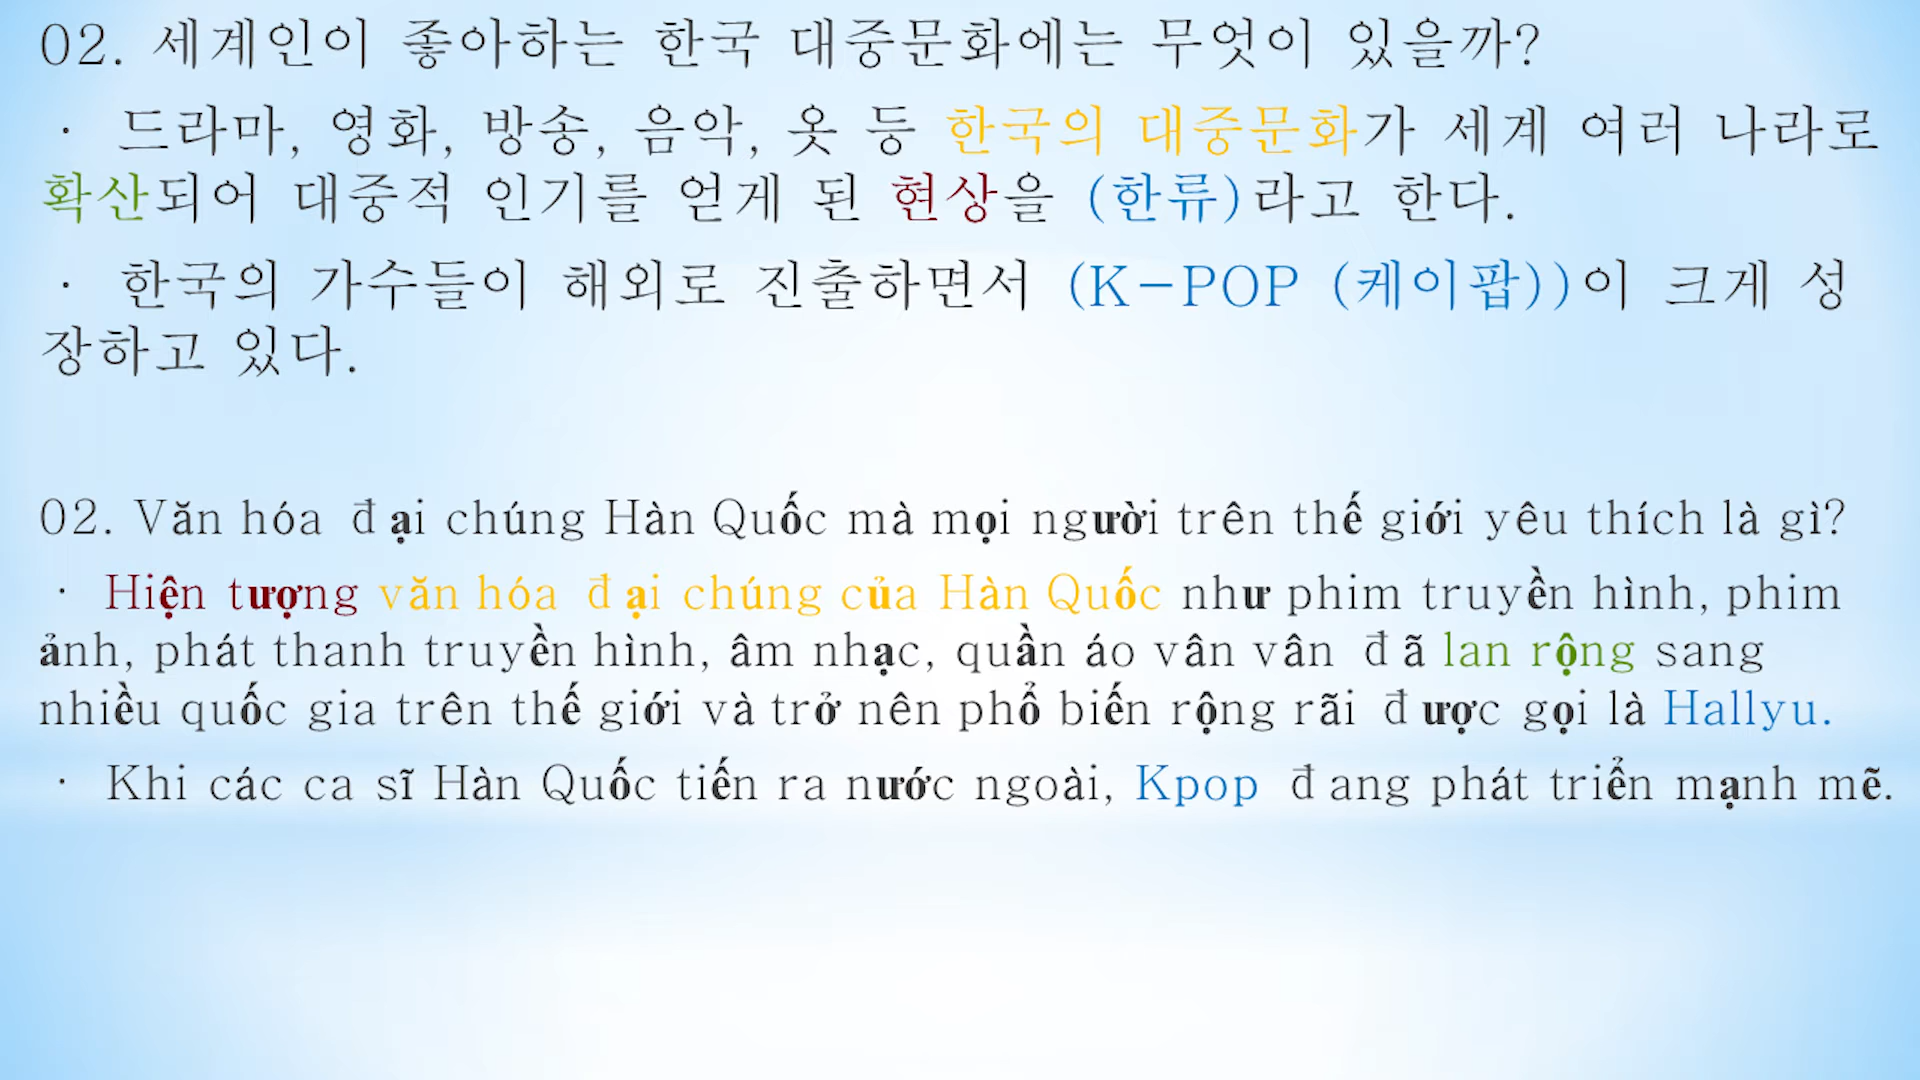 02. 세계인이 좋아하는 한국 대중문화에는 무엇이 있을까?
· 드라마, 영화, 방송, 음악, 옷 등 한국의 대중문화가 세계 여러 나라로
확산되어 대중적 인기를 얻게 된 현상을 (한류)라고 한다.
· 한국의 가수들이 해외로 진출하면서 (K-POP (케이팝))이 크게 성
장하고 있다.
02. Văn hóa đại chúng Hàn Quốc mà mọi người trên thế giới yêu thích là gì?
· Hiện tượng văn hóa đại chúng của Hàn Quốc như phim truyền hình, phim
ảnh, phát thanh truyền hình, âm nhạc, quần áo vân vân đã lan rộng sang
nhiều quốc gia trên thế giới và trở nên phổ biến rộng rãi được gọi là Hallyu.
· Khi các ca sĩ Hàn Quốc tiến ra nước ngoài, Kpop đang phát triển mạnh mẽ.